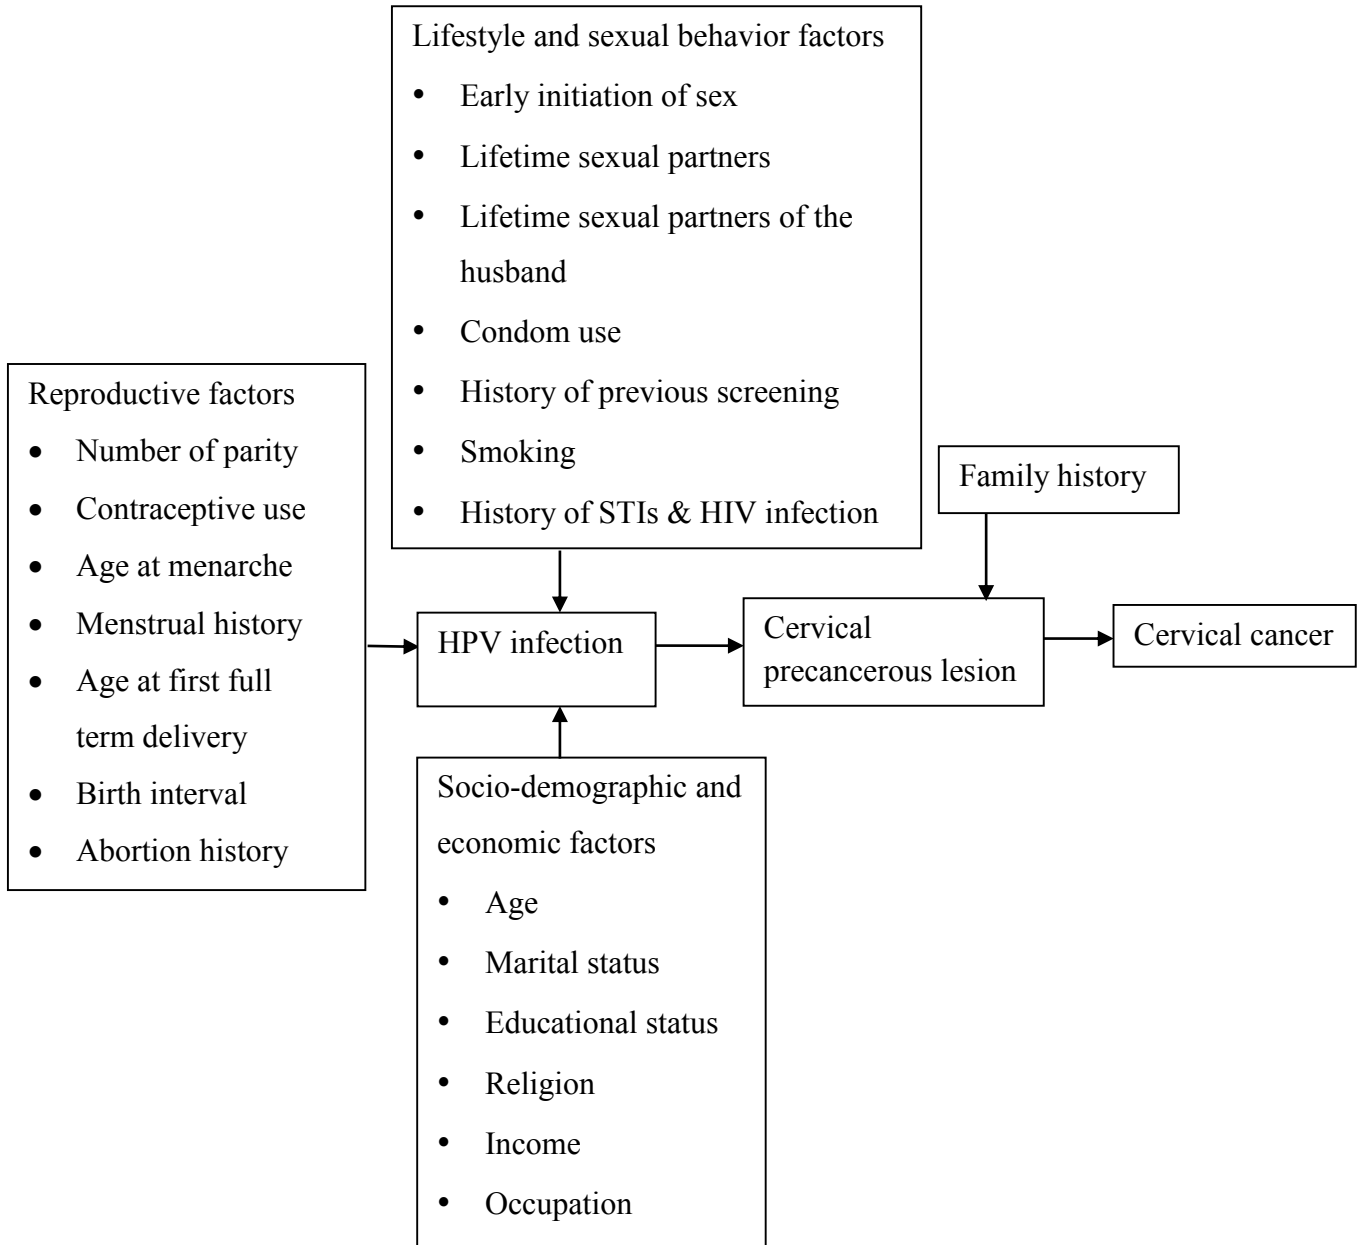 Lifestyle and sexual behavior factors
• Early initiation of sex
• Lifetime sexual partners
• Lifetime sexual partners of the
husband
• Condom use
• History of previous screening
• Smoking
• History of STIs & HIV infection
Reproductive factors
• Number of parity
• Contraceptive use
• Age at menarche
• Menstrual history
• Age at first full
term delivery
• Birth interval
• Abortion history
Family history
HPV infection
Cervical
precancerous lesion
Cervical cancer
Socio-demographic and
economic factors
• Age
• Marital status
• Educational status
• Religion
• Income
• Occupation